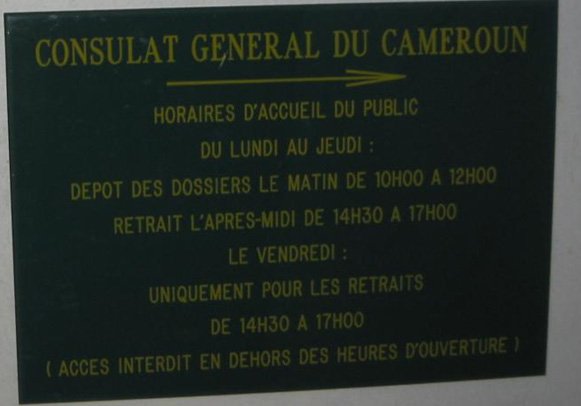 CONSULAT GENERAL DU CAMEROUN
HORAIRES D'ACCUEIL DU PUBLIC
DU LUNDI AU JEUDI :
DEPOT DES DOSSIERS LE MATIN DE 10H00 A 12H00
RETRAIT L'APRES-MIDI DE 14H30 A 17H00
LE VENDREDI :
UNIQUEMENT POUR LES RETRAITS
DE 14H30 A 17H00
( ACCES INTERDIT EN DEHORS DES HEURES D'OUVERTURE )